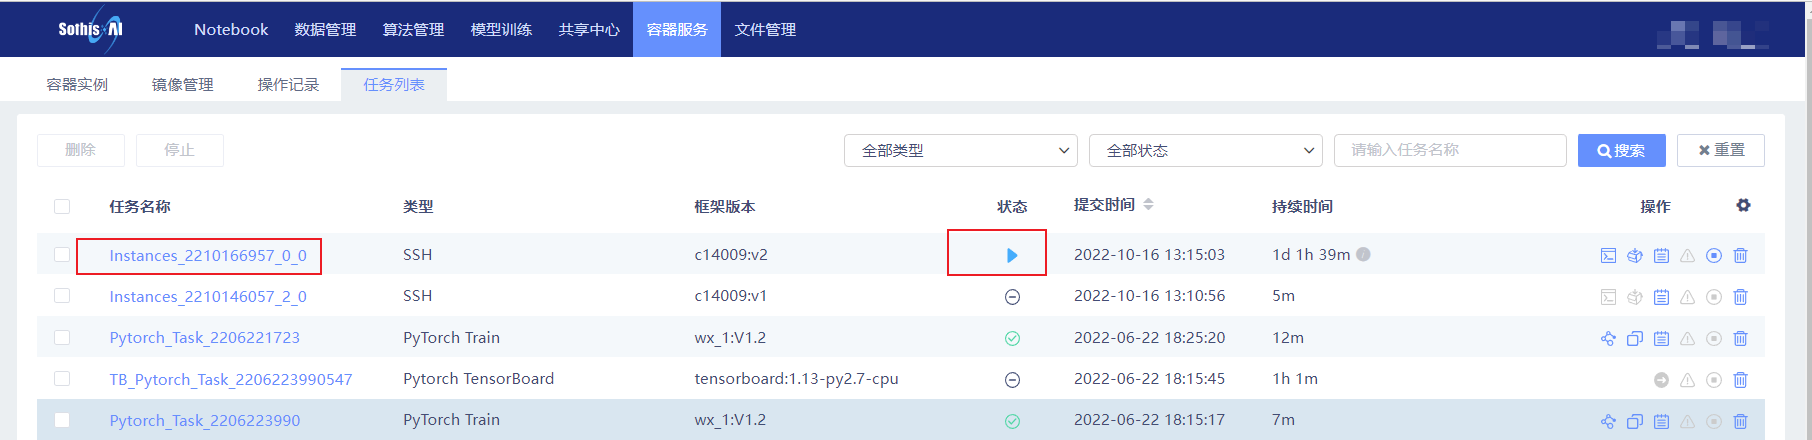 SothisAI Notebook 数据管理 算法管理 模型训练 共享中心 容器服务 文件管理
容器实例 镜像管理 操作记录 任务列表
删除 停止 全部类型 全部状态 请输入任务名称 搜索 重置
任务名称 类型 框架版本 状态 提交时间 持续时间 操作
Instances_2210166957_0_0 SSH c14009:v2 2022-10-16 13:15:03 1d 1h 39m
Instances_2210146057_2_0 SSH c14009:v1 2022-10-16 13:10:56 5m
Pytorch_Task_2206221723 PyTorch Train wx_1:V1.2 2022-06-22 18:25:20 12m
TB_Pytorch_Task_2206223990547 Pytorch TensorBoard tensorboard:1.13-py2.7-cpu 2022-06-22 18:15:45 1h 1m
Pytorch_Task_2206223990 PyTorch Train wx_1:V1.2 2022-06-22 18:15:17 7m